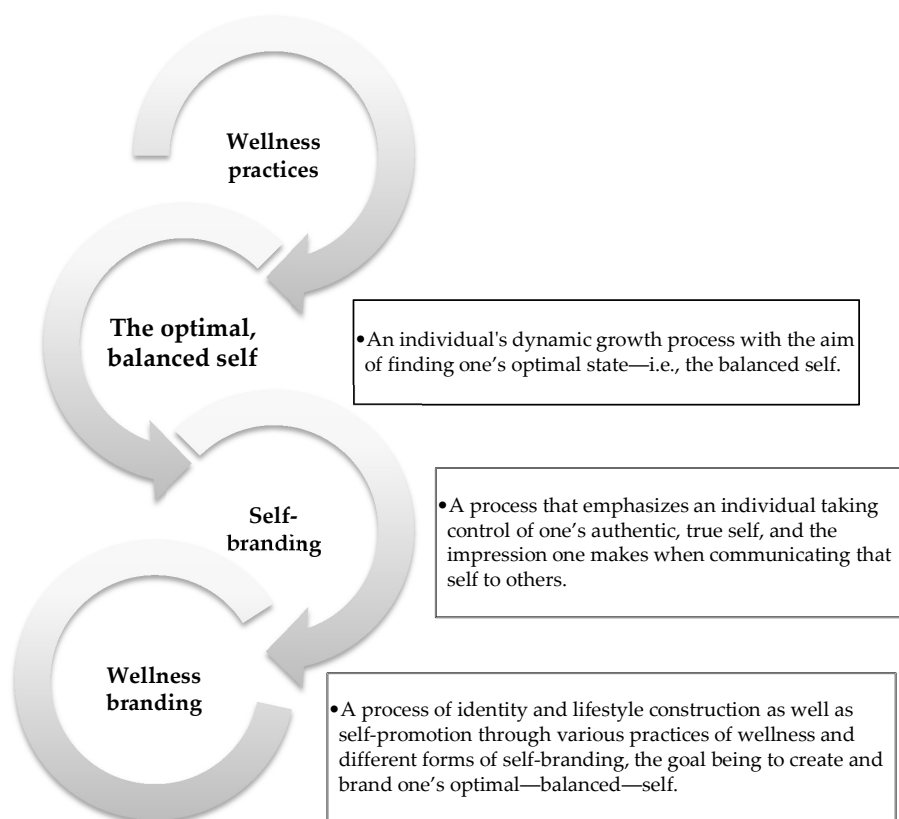 Wellness
practices
The optimal,
balanced self
•An individual's dynamic growth process with the aim
of finding one’s optimal state—i.e., the balanced self.
Self-
branding
•A process that emphasizes an individual taking
control of one’s authentic, true self, and the
impression one makes when communicating that
self to others.
Wellness
branding
•A process of identity and lifestyle construction as well as
self-promotion through various practices of wellness and
different forms of self-branding, the goal being to create and
brand one’s optimal—balanced—self.